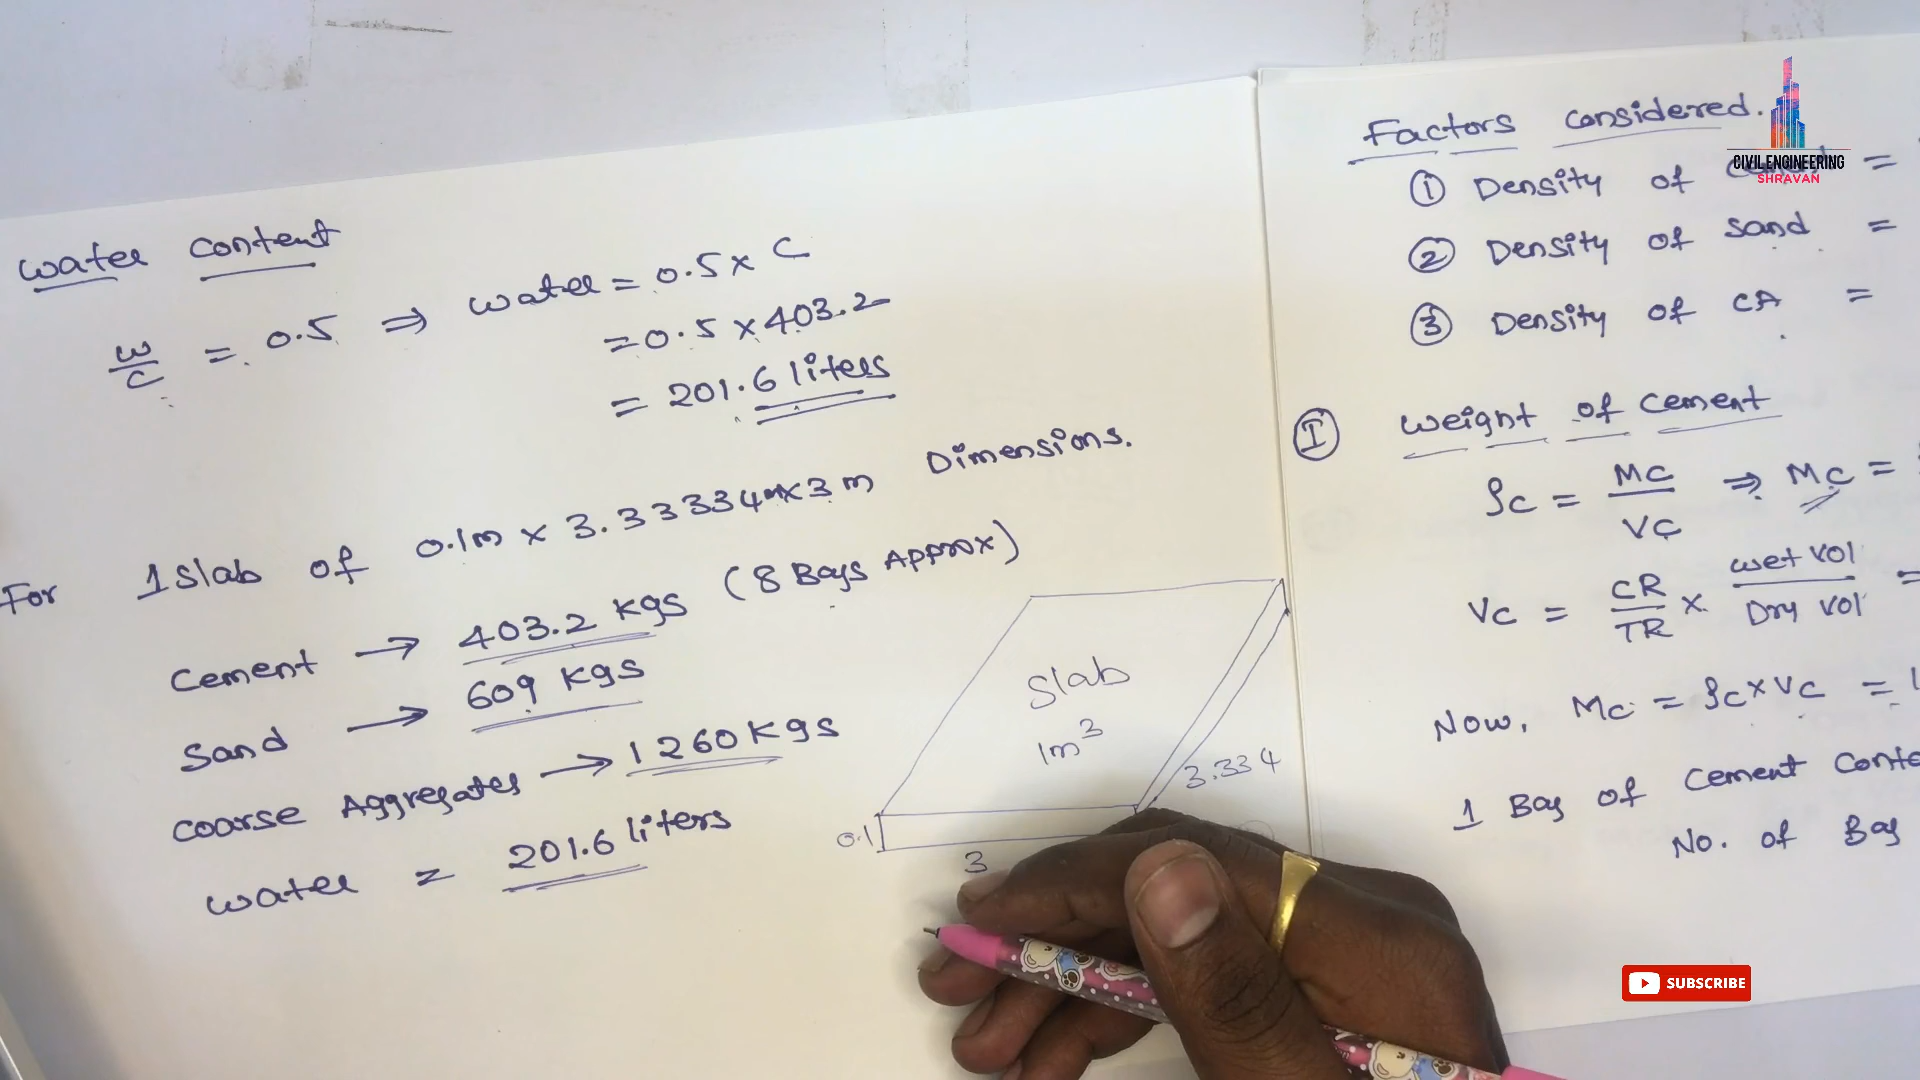 Water content
w/c = 0.5 ⇒ water = 0.5 x C
= 0.5 x 403.2
= 201.6 liters
For 1 Slab of 0.1m x 3.33334m x 3m Dimensions.
Cement → 403.2 kgs (8 Bags Approx)
Sand → 609 kgs
Coarse Aggregates → 1260 Kgs
water = 201.6 liters
Slab
1m³
0.1
3
3.334
Factors considered.
① Density of =
② Density of sand =
③ Density of CA =
Ⓘ Weight of cement
ρc = MC/VC ⇒ Mc =
Vc = CR/TR x wet vol/Dry vol =
Now, Mc = ρc x Vc = 1
1 Bag of Cement
No. of Bag
CIVIL ENGINEERING
SHRAVAN
SUBSCRIBE